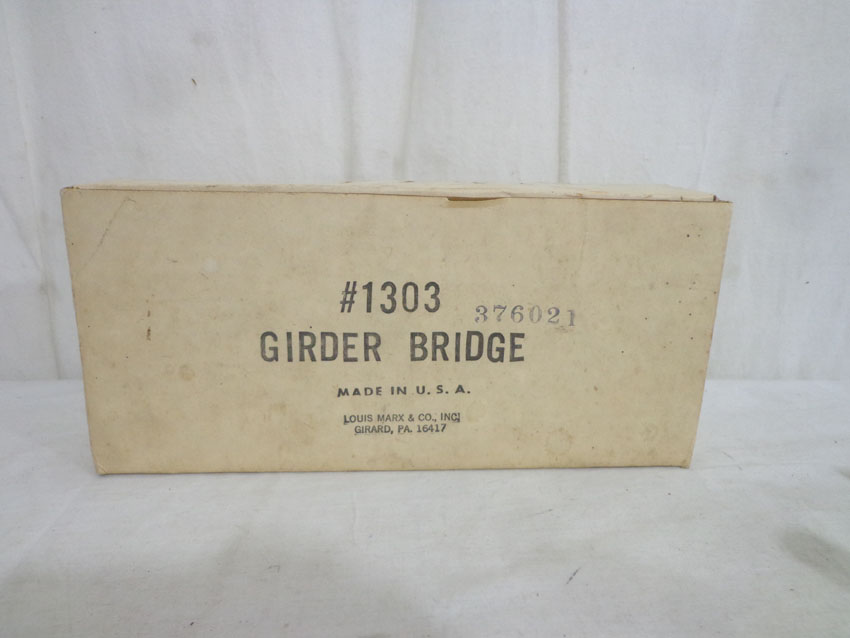 #1303 376021
GIRDER BRIDGE
MADE IN U. S. A.
LOUIS MARX & CO., INC.
GIRARD, PA. 16417